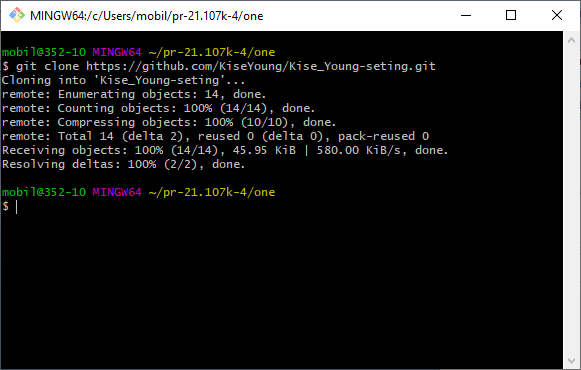 MINGW64:/c/Users/mobil/pr-21.107k-4/one
mobil@352-10 MINGW64 ~/pr-21.107k-4/one
$ git clone https://github.com/KiseYoung/Kise_Young-seting.git
Cloning into 'Kise_Young-seting'...
remote: Enumerating objects: 14, done.
remote: Counting objects: 100% (14/14), done.
remote: Compressing objects: 100% (10/10), done.
remote: Total 14 (delta 2), reused 0 (delta 0), pack-reused 0
Receiving objects: 100% (14/14), 45.95 KiB | 580.00 KiB/s, done.
Resolving deltas: 100% (2/2), done.
mobil@352-10 MINGW64 ~/pr-21.107k-4/one
$